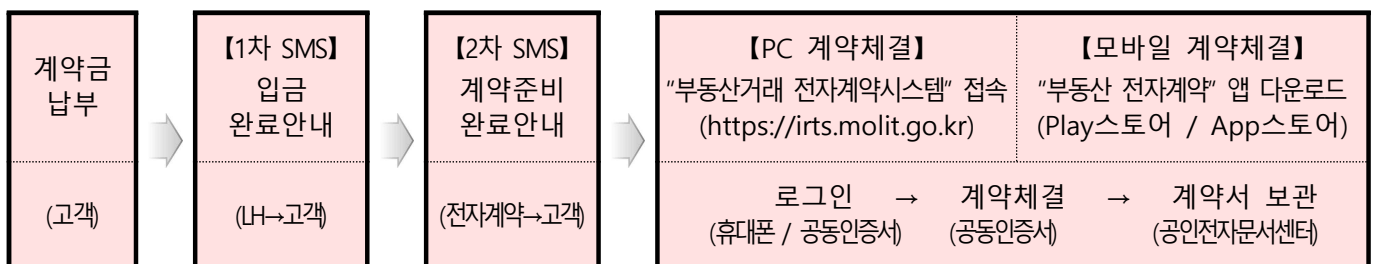 계약금
납부
(고객)
【1차 SMS】
입금
완료안내
(LH→고객)
【2차 SMS】
계약준비
완료안내
(전자계약→고객)
【PC 계약체결】
“부동산거래 전자계약시스템” 접속
(https://irts.molit.go.kr)
【모바일 계약체결】
“부동산 전자계약” 앱 다운로드
(Play스토어 / App스토어)
로그인 → 계약체결 → 계약서 보관
(휴대폰 / 공동인증서) (공동인증서) (공인전자문서센터)